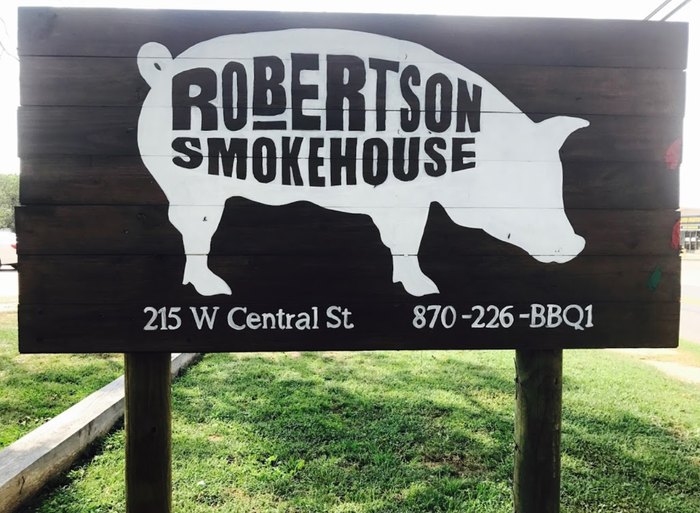 ROBERTSON
SMOKEHOUSE
215 W Central St. 870-226-BBQ1